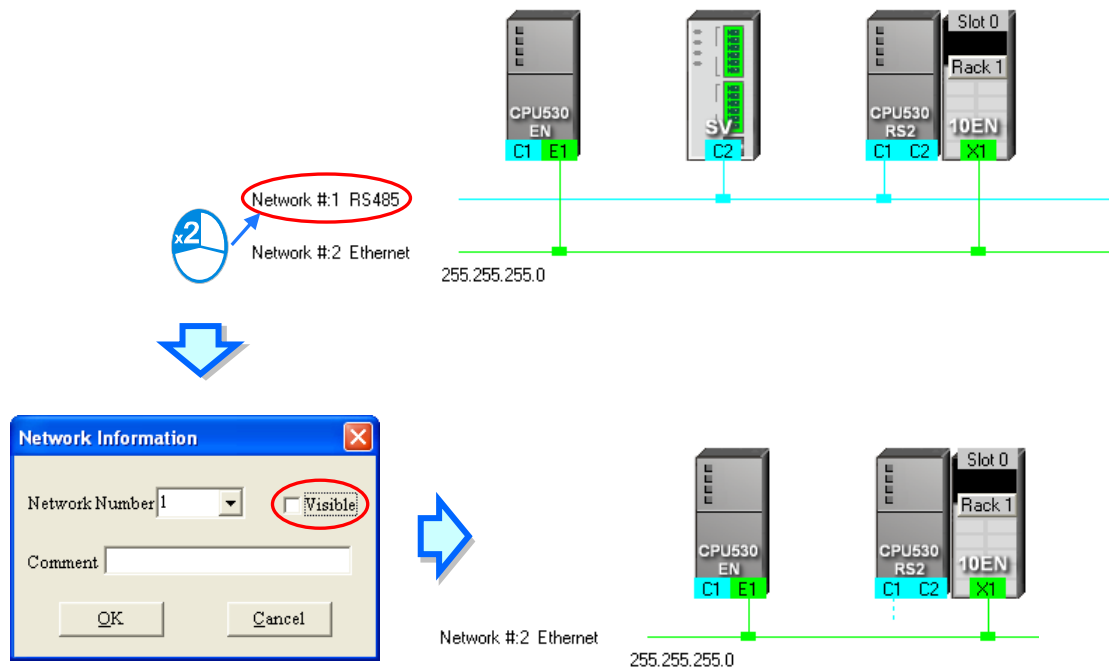 Slot 0
Rack 1
CPU530
EN
SV
CPU530
RS2
10EN
C1 E1
C2
C1 C2
X1
Network #:1 RS485
x2
Network #:2 Ethernet
255.255.255.0
Network Information
Network Number 1
Visible
Comment
OK
Cancel
Slot 0
Rack 1
CPU530
EN
CPU530
RS2
10EN
C1 E1
C1 C2
X1
Network #:2 Ethernet
255.255.255.0